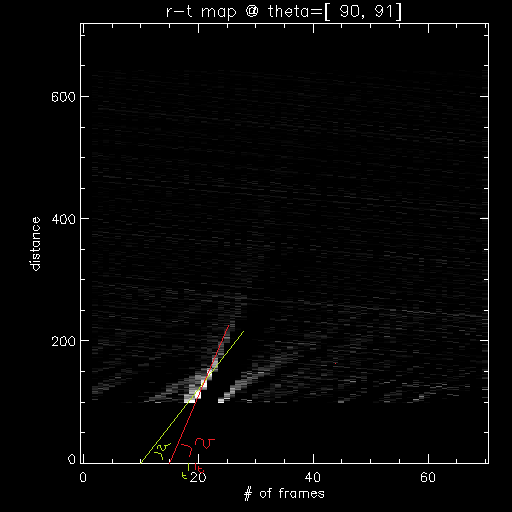 r-t map @ theta=[ 90, 91]
600
400
distance
200
0
0 20 40 60
# of frames